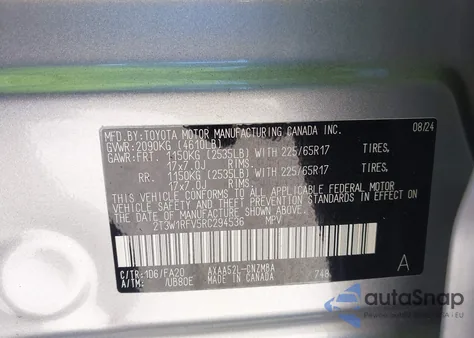 MFD.BY:TOYOTA MOTOR MANUFACTURING CANADA INC. 08/24
GVWR: 2090KG (4610LB)
GAWR:FRT. 1150KG (2535LB) WITH 225/65R17 TIRES,
17x7.0J
RR. 1150KG (2535LB) WITH 225/65R17 TIRES,
17x7.0J
THIS VEHICLE CONFORMS TO ALL APPLICABLE FEDERAL MOTOR
VEHICLE SAFETY AND THEFT PREVENTION STANDARDS IN EFFECT ON
THE DATE OF MANUFACTURE SHOWN ABOVE.
2T3W1RFV5RC294536 MPV
C/TR:1D6/FA20 AXAA52L-CNZMBA 748
A/TM: /UB80E MADE IN CANADA A
autoSnap